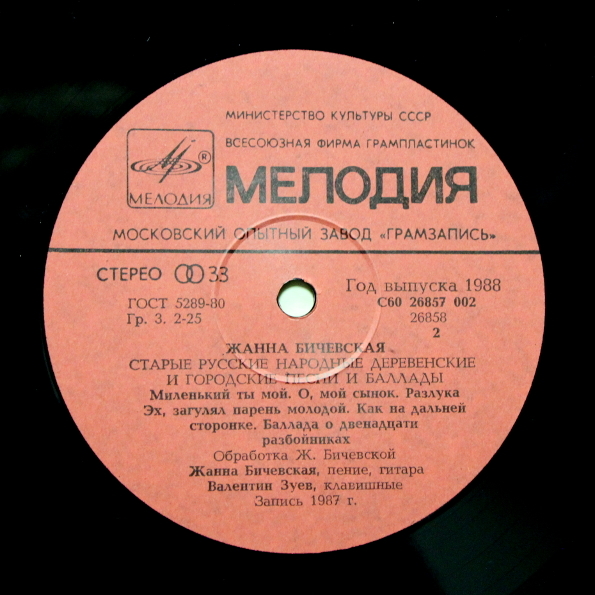 МИНИСТЕРСТВО КУЛЬТУРЫ СССР
ВСЕСОЮЗНАЯ ФИРМА ГРАМПЛАСТИНОК
МЕЛОДИЯ ®
МЕЛОДИЯ
МОСКОВСКИЙ ОПЫТНЫЙ ЗАВОД «ГРАМЗАПИСЬ»
СТЕРЕО 33
Год выпуска 1988
ГОСТ 5289-80
С60 26857 002
Гр. 3. 2-25
26858
2
ЖАННА БИЧЕВСКАЯ
СТАРЫЕ РУССКИЕ НАРОДНЫЕ ДЕРЕВЕНСКИЕ
И ГОРОДСКИЕ ПЕСНИ И БАЛЛАДЫ
Миленький ты мой. О, мой сынок. Разлука
Эх, загулял парень молодой. Как на дальней
сторонке. Баллада о двенадцати
разбойниках
Обработка Ж. Бичевской
Жанна Бичевская, пение, гитара
Валентин Зуев, клавишные
Запись 1987 г.